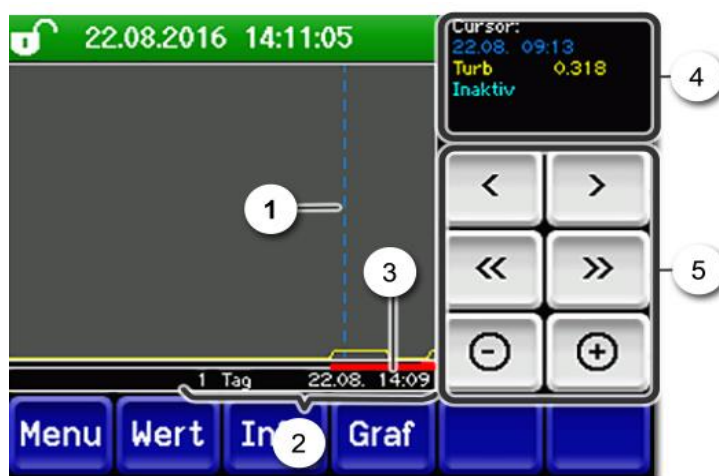 22.08.2016 14:11:05
Cursor:
22.08. 09:13
Turb 0.318
Inaktiv
4
1
3
< >
<< >>
- +
5
1 Tag 22.08. 14:09
Menu Wert Graf
2